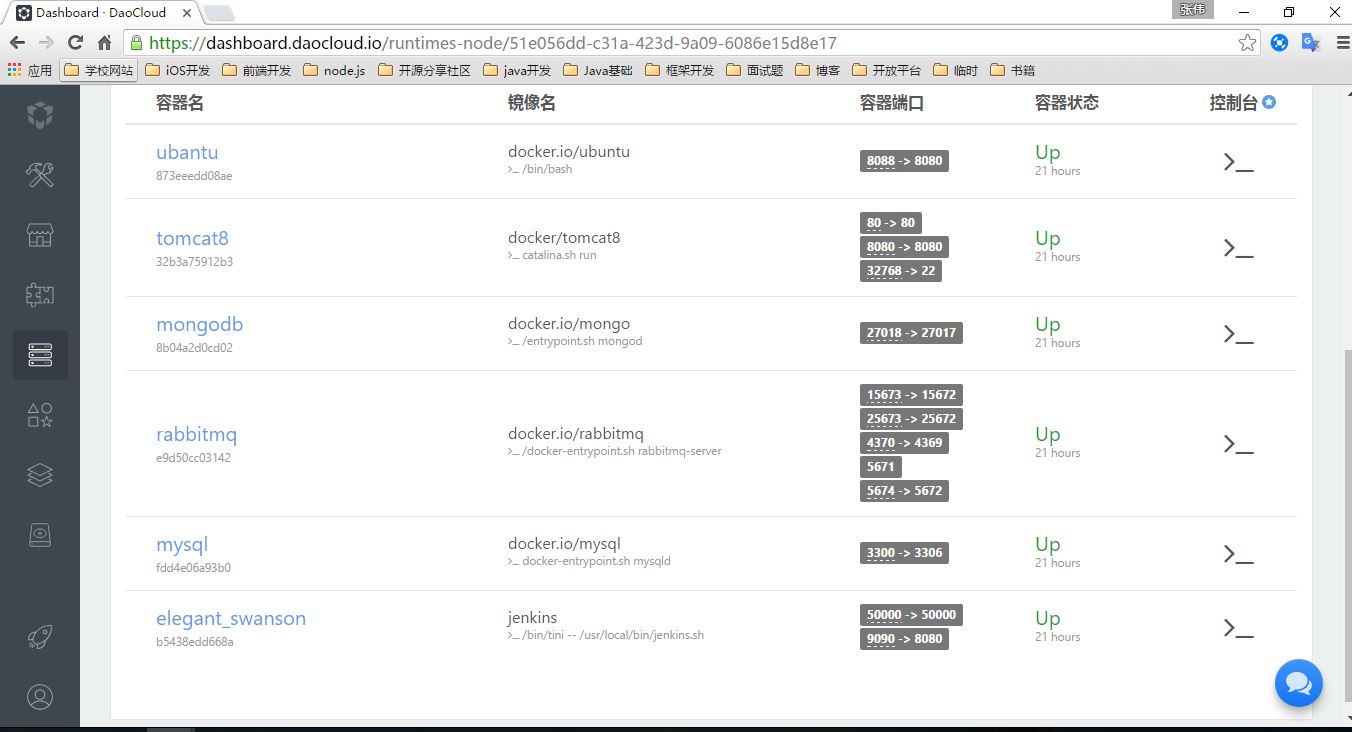 Dashboard · DaoCloud
张伟
https://dashboard.daocloud.io/runtimes-node/51e056dd-c31a-423d-9a09-6086e15d8e17
应用 学校网站 iOS开发 前端开发 node.js 开源分享社区 java开发 Java基础 框架开发 面试题 博客 开放平台 临时 书籍
容器名 镜像名 容器端口 容器状态 控制台
ubantu docker.io/ubuntu 8088 -> 8080 Up
873eeedd08ae >_ /bin/bash 21 hours
80 -> 80
tomcat8 docker/tomcat8 8080 -> 8080 Up
32b3a75912b3 >_ catalina.sh run 32768 -> 22 21 hours
mongodb docker.io/mongo 27018 -> 27017 Up
8b04a2d0cd02 >_ /entrypoint.sh mongod 21 hours
15673 -> 15672
25673 -> 25672
rabbitmq docker.io/rabbitmq 4370 -> 4369 Up
e9d50cc03142 >_ /docker-entrypoint.sh rabbitmq-server 5671 21 hours
5674 -> 5672
mysql docker.io/mysql 3300 -> 3306 Up
fdd4e06a93b0 >_ docker-entrypoint.sh mysqld 21 hours
elegant_swanson jenkins 50000 -> 50000 Up
b5438edd668a >_ /bin/tini -- /usr/local/bin/jenkins.sh 9090 -> 8080 21 hours